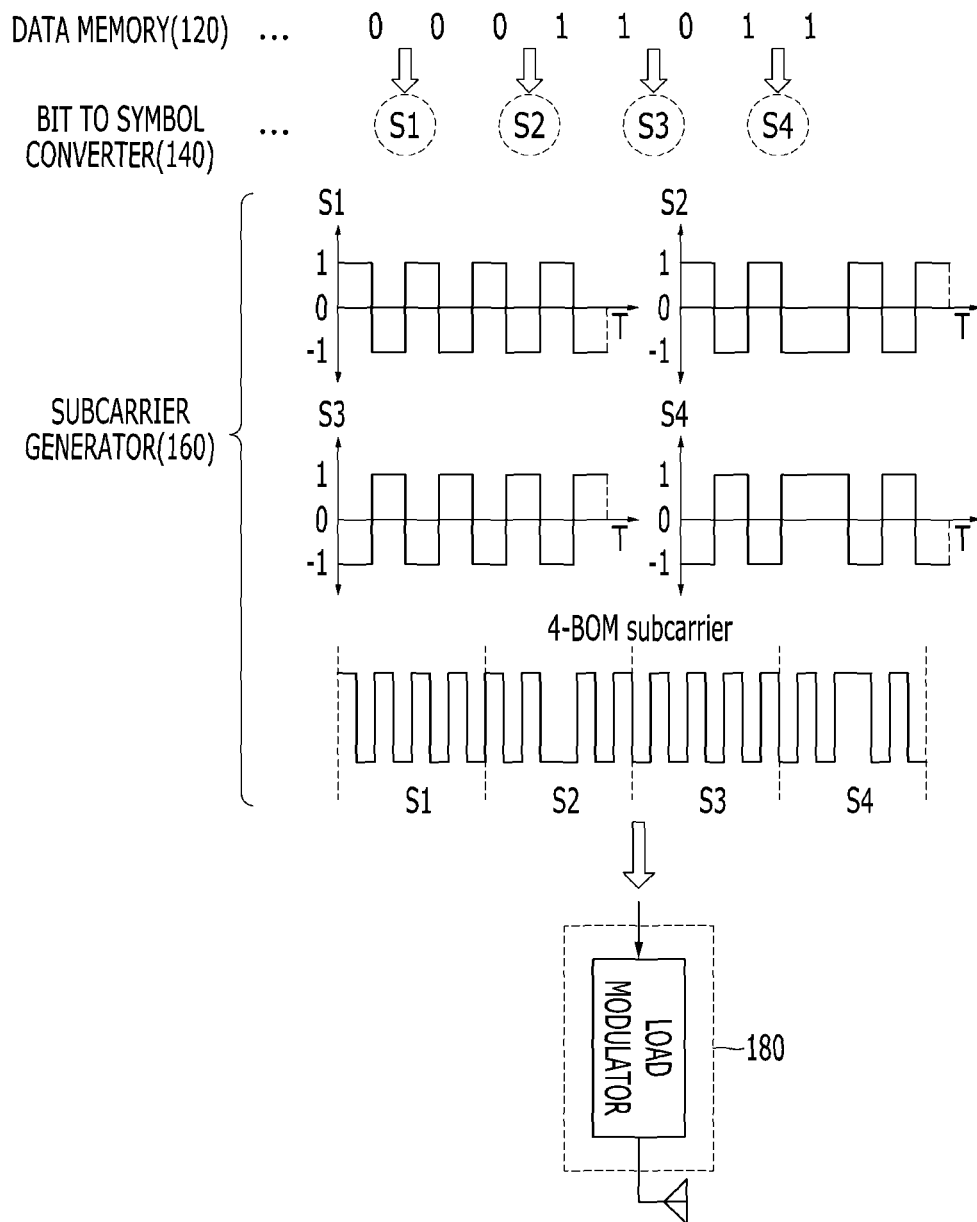 DATA MEMORY(120) ... 0 0 0 1 1 0 1 1
BIT TO SYMBOL
CONVERTER(140) ... S1 S2 S3 S4
S1 S2
1 1
0 0
T T
-1 -1
SUBCARRIER
GENERATOR(160)
S3 S4
1 1
0 0
T T
-1 -1
4-BOM subcarrier
S1 S2 S3 S4
LOAD
MODULATOR
180